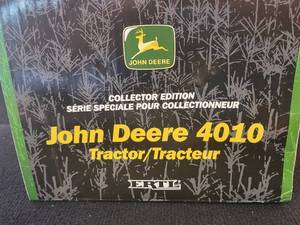 JOHN DEERE
COLLECTOR EDITION
SÉRIE SPÉCIALE POUR COLLECTIONNEUR
John Deere 4010
Tractor/Tracteur
ERTL